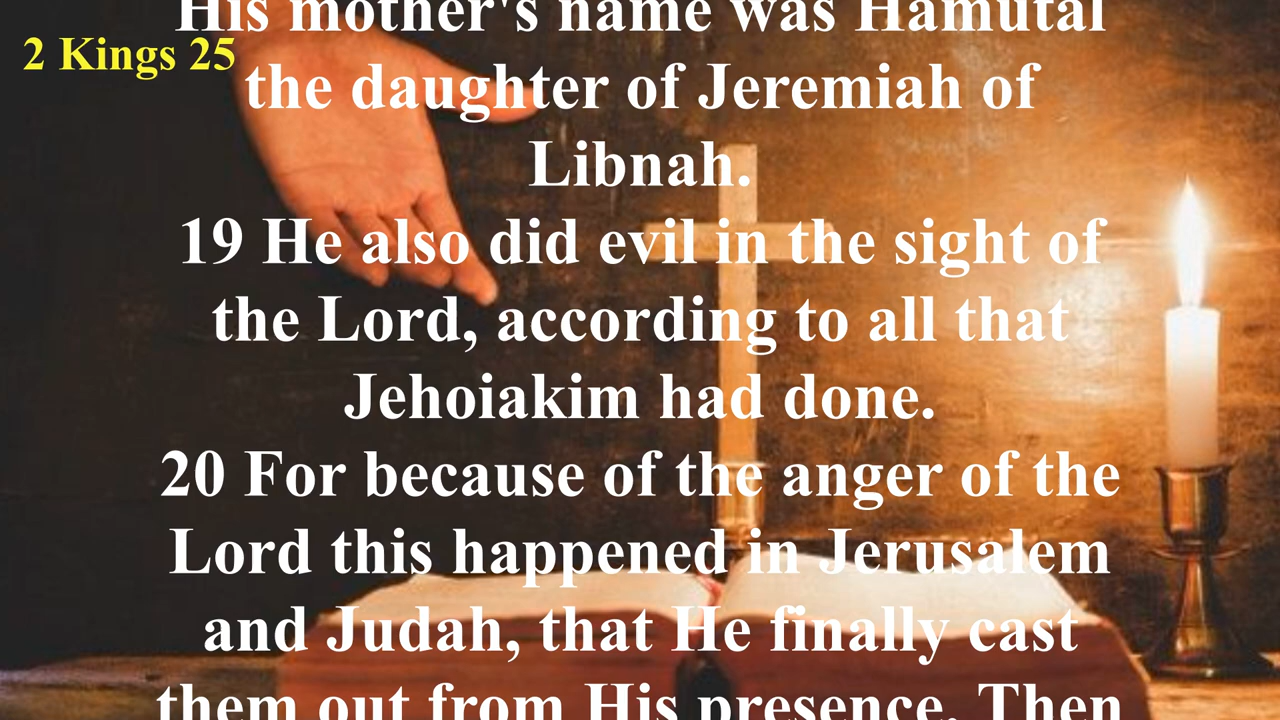 His mother's name was Hamutal
2 Kings 25
the daughter of Jeremiah of
Libnah.
19 He also did evil in the sight of
the Lord, according to all that
Jehoiakim had done.
20 For because of the anger of the
Lord this happened in Jerusalem
and Judah, that He finally cast
them out from His presence. Then